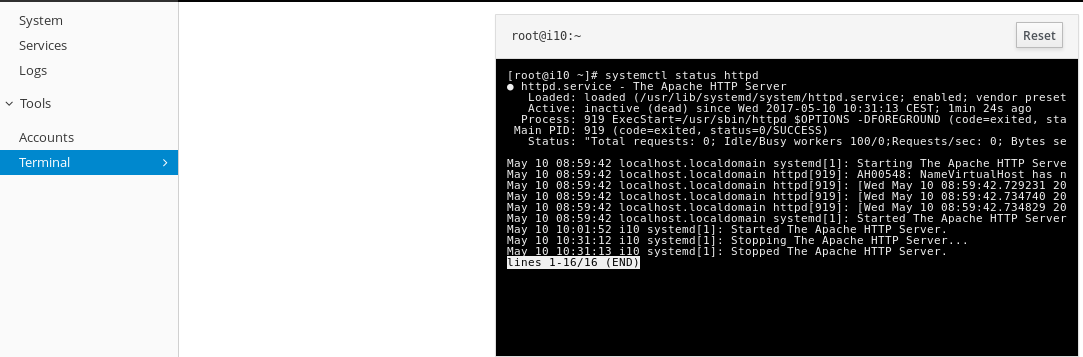 System
Services
Logs
Tools
Accounts
Terminal
root@i10:~
Reset
[root@i10 ~]# systemctl status httpd
● httpd.service - The Apache HTTP Server
Loaded: loaded (/usr/lib/systemd/system/httpd.service; enabled; vendor preset
Active: inactive (dead) since Wed 2017-05-10 10:31:13 CEST; 1min 24s ago
Process: 919 ExecStart=/usr/sbin/httpd $OPTIONS -DFOREGROUND (code=exited, sta
Main PID: 919 (code=exited, status=0/SUCCESS)
Status: "Total requests: 0; Idle/Busy workers 100/0;Requests/sec: 0; Bytes se
May 10 08:59:42 localhost.localdomain systemd[1]: Starting The Apache HTTP Serve
May 10 08:59:42 localhost.localdomain httpd[919]: AH00548: NameVirtualHost has n
May 10 08:59:42 localhost.localdomain httpd[919]: [Wed May 10 08:59:42.729231 20
May 10 08:59:42 localhost.localdomain httpd[919]: [Wed May 10 08:59:42.734740 20
May 10 08:59:42 localhost.localdomain httpd[919]: [Wed May 10 08:59:42.734829 20
May 10 08:59:42 localhost.localdomain systemd[1]: Started The Apache HTTP Server
May 10 10:01:52 i10 systemd[1]: Started The Apache HTTP Server.
May 10 10:31:12 i10 systemd[1]: Stopping The Apache HTTP Server...
May 10 10:31:13 i10 systemd[1]: Stopped The Apache HTTP Server.
lines 1-16/16 (END)